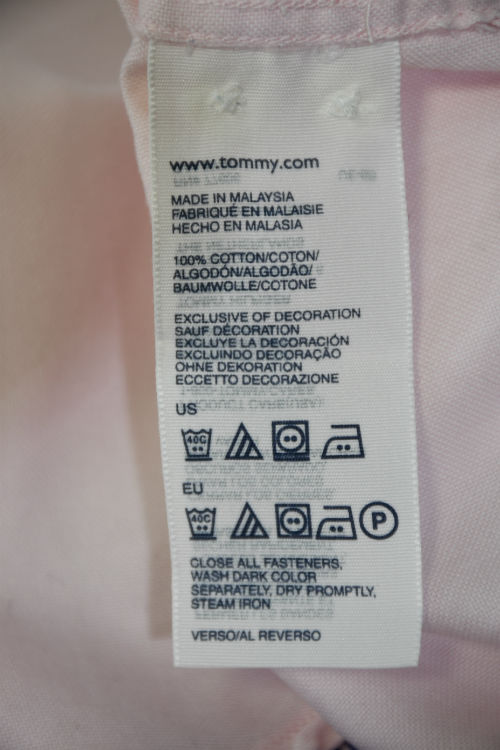 www.tommy.com
MADE IN MALAYSIA
FABRIQUÉ EN MALAISIE
HECHO EN MALASIA
100% COTTON/COTON/
ALGODÓN/ALGODÃO/
BAUMWOLLE/COTONE
EXCLUSIVE OF DECORATION
SAUF DÉCORATION
EXCLUYE LA DECORACIÓN
EXCLUINDO DECORAÇÃO
OHNE DEKORATION
ECCETTO DECORAZIONE
US
40C
EU
40C P
CLOSE ALL FASTENERS,
WASH DARK COLOR
SEPARATELY, DRY PROMPTLY,
STEAM IRON
VERSO/AL REVERSO